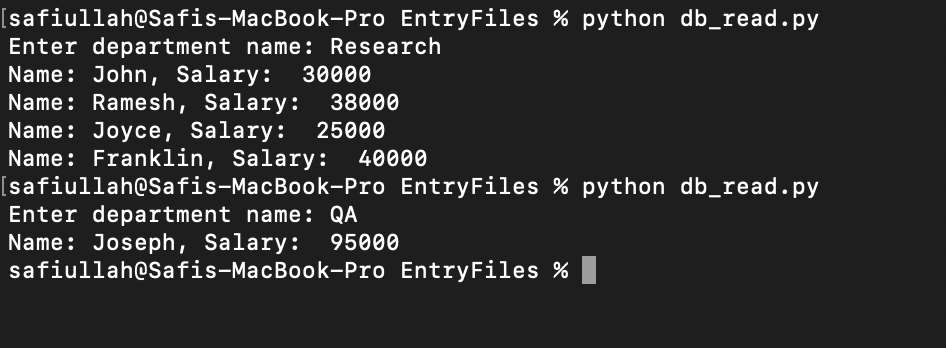 [safiullah@Safis-MacBook-Pro EntryFiles % python db_read.py
Enter department name: Research
Name: John, Salary:  30000
Name: Ramesh, Salary:  38000
Name: Joyce, Salary:  25000
Name: Franklin, Salary:  40000
[safiullah@Safis-MacBook-Pro EntryFiles % python db_read.py
Enter department name: QA
Name: Joseph, Salary:  95000
safiullah@Safis-MacBook-Pro EntryFiles %